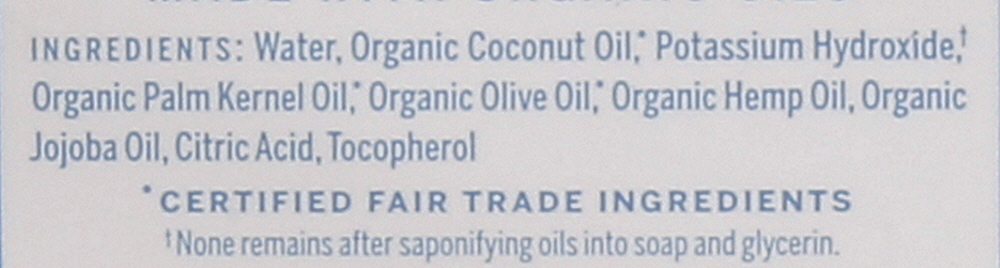 INGREDIENTS: Water, Organic Coconut Oil,* Potassium Hydroxide,†
Organic Palm Kernel Oil,* Organic Olive Oil,* Organic Hemp Oil, Organic
Jojoba Oil, Citric Acid, Tocopherol
*CERTIFIED FAIR TRADE INGREDIENTS
†None remains after saponifying oils into soap and glycerin.